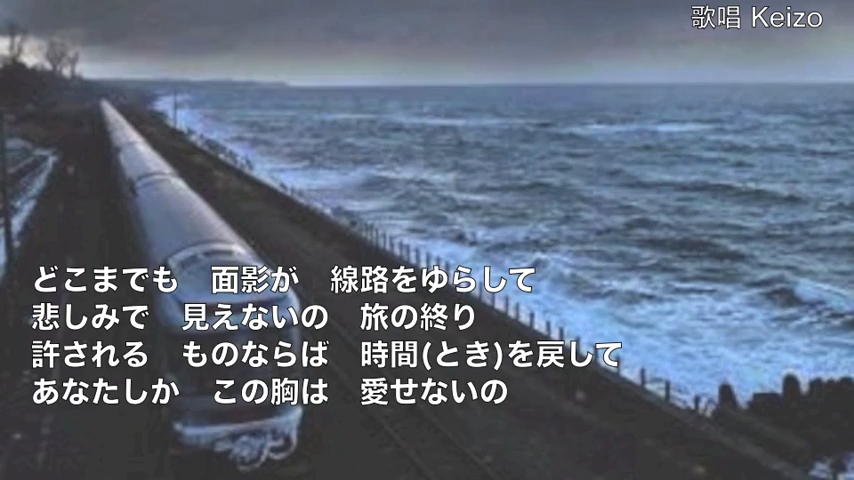 歌唱 Keizo
どこまでも　面影が　線路をゆらして
悲しみで　見えないの　旅の終り
許される　ものならば　時間(とき)を戻して
あなたしか　この胸は　愛せないの